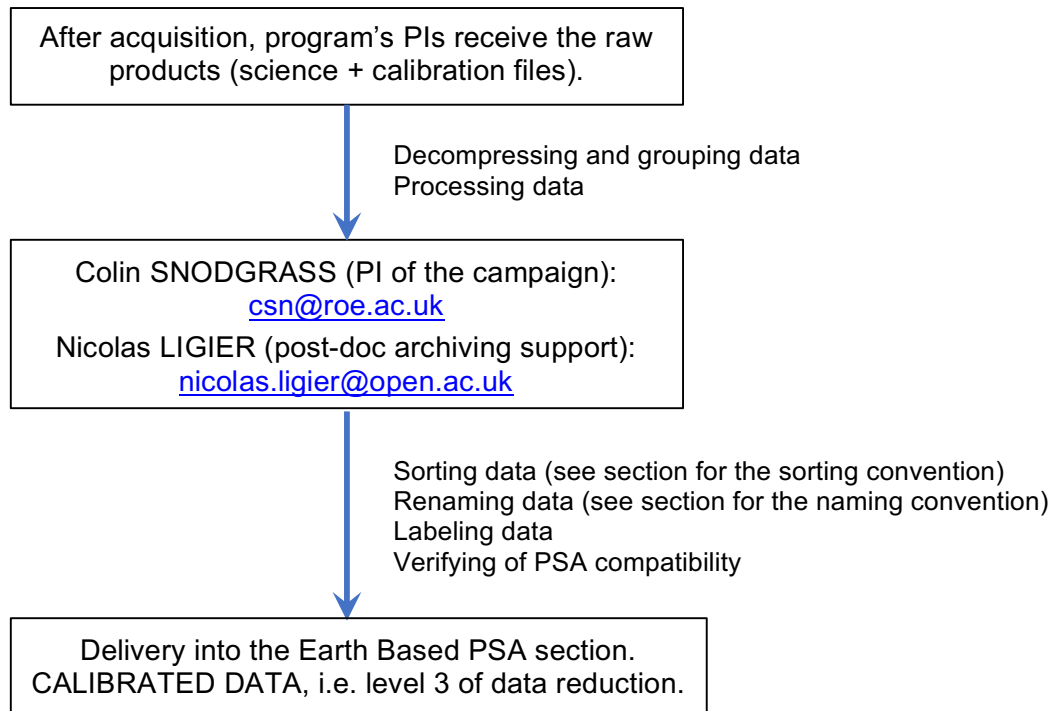 After acquisition, program’s PIs receive the raw
products (science + calibration files).
Decompressing and grouping data
Processing data
Colin SNODGRASS (PI of the campaign):
csn@roe.ac.uk
Nicolas LIGIER (post-doc archiving support):
nicolas.ligier@open.ac.uk
Sorting data (see section for the sorting convention)
Renaming data (see section for the naming convention)
Labeling data
Verifying of PSA compatibility
Delivery into the Earth Based PSA section.
CALIBRATED DATA, i.e. level 3 of data reduction.